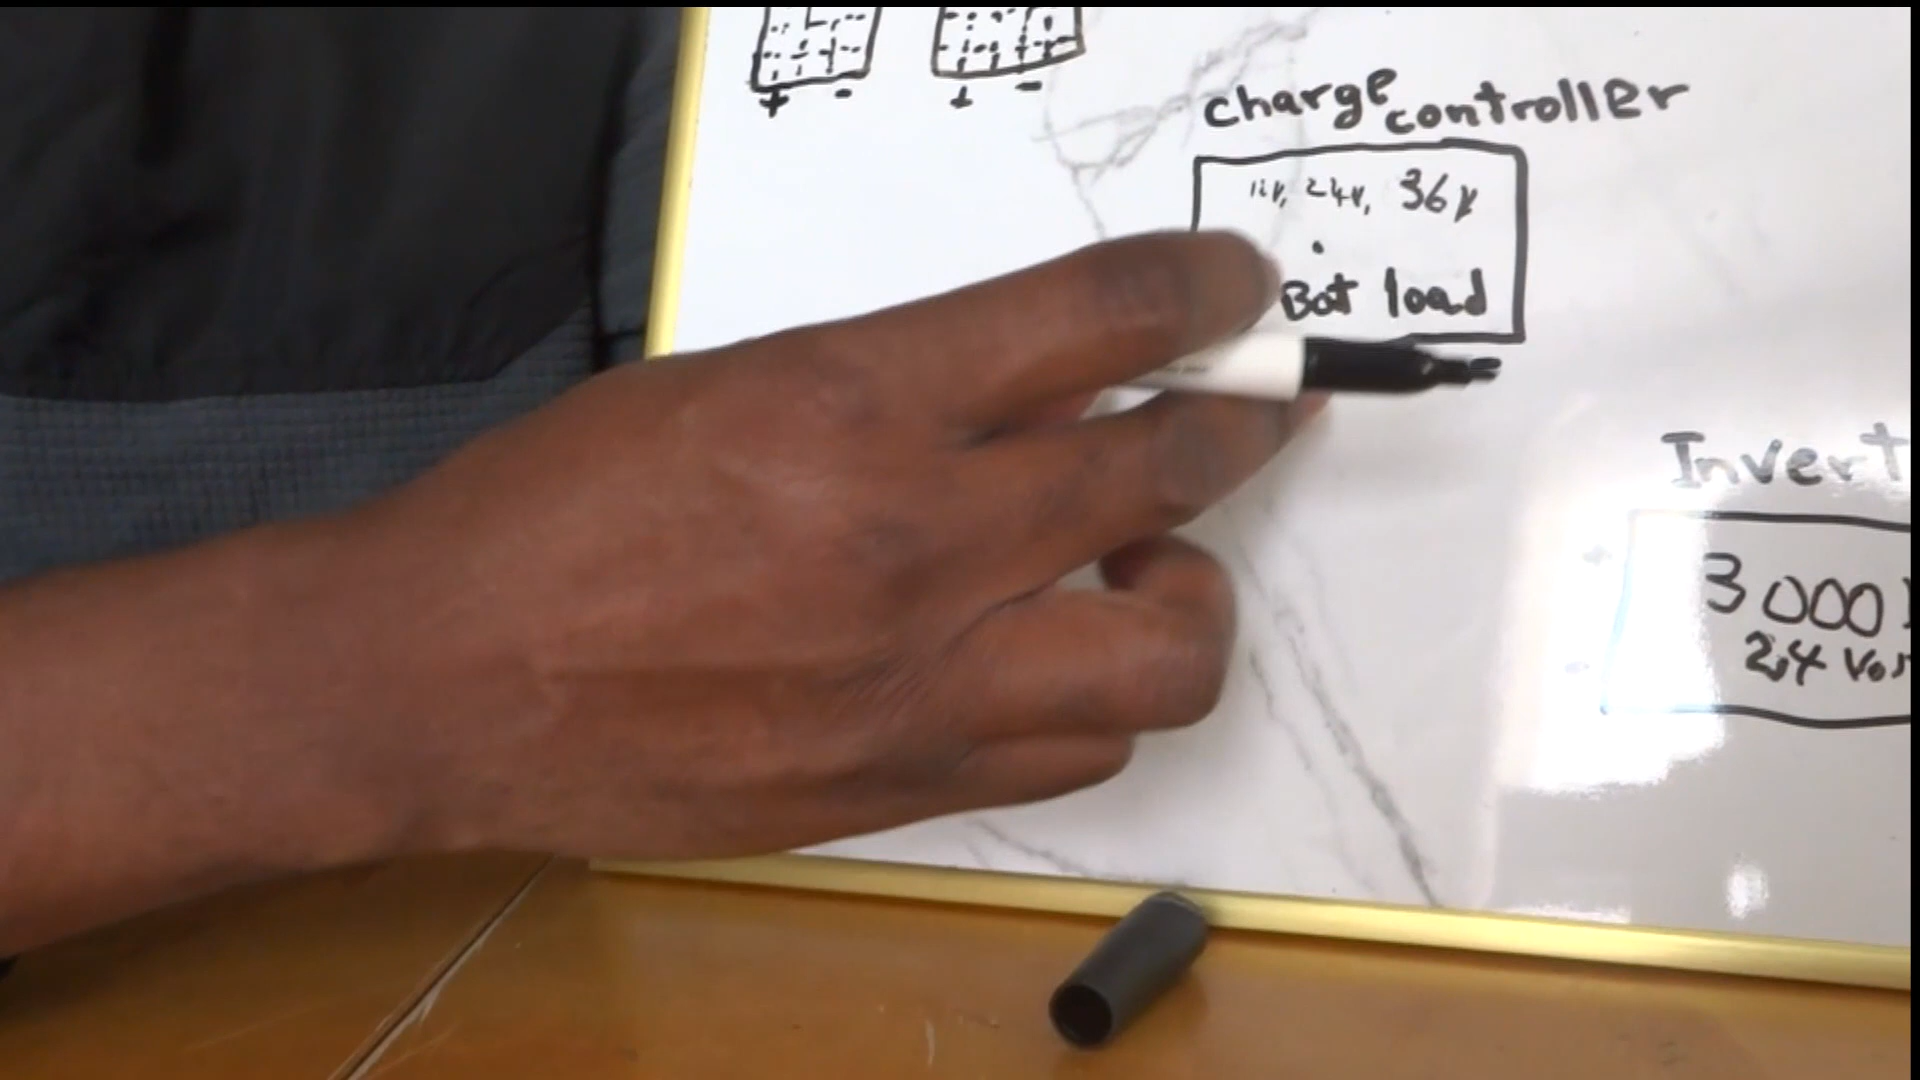 + - + -
charge controller
12V, 24V, 36V
Bat load
Invert
+
3000
-
24 Vo